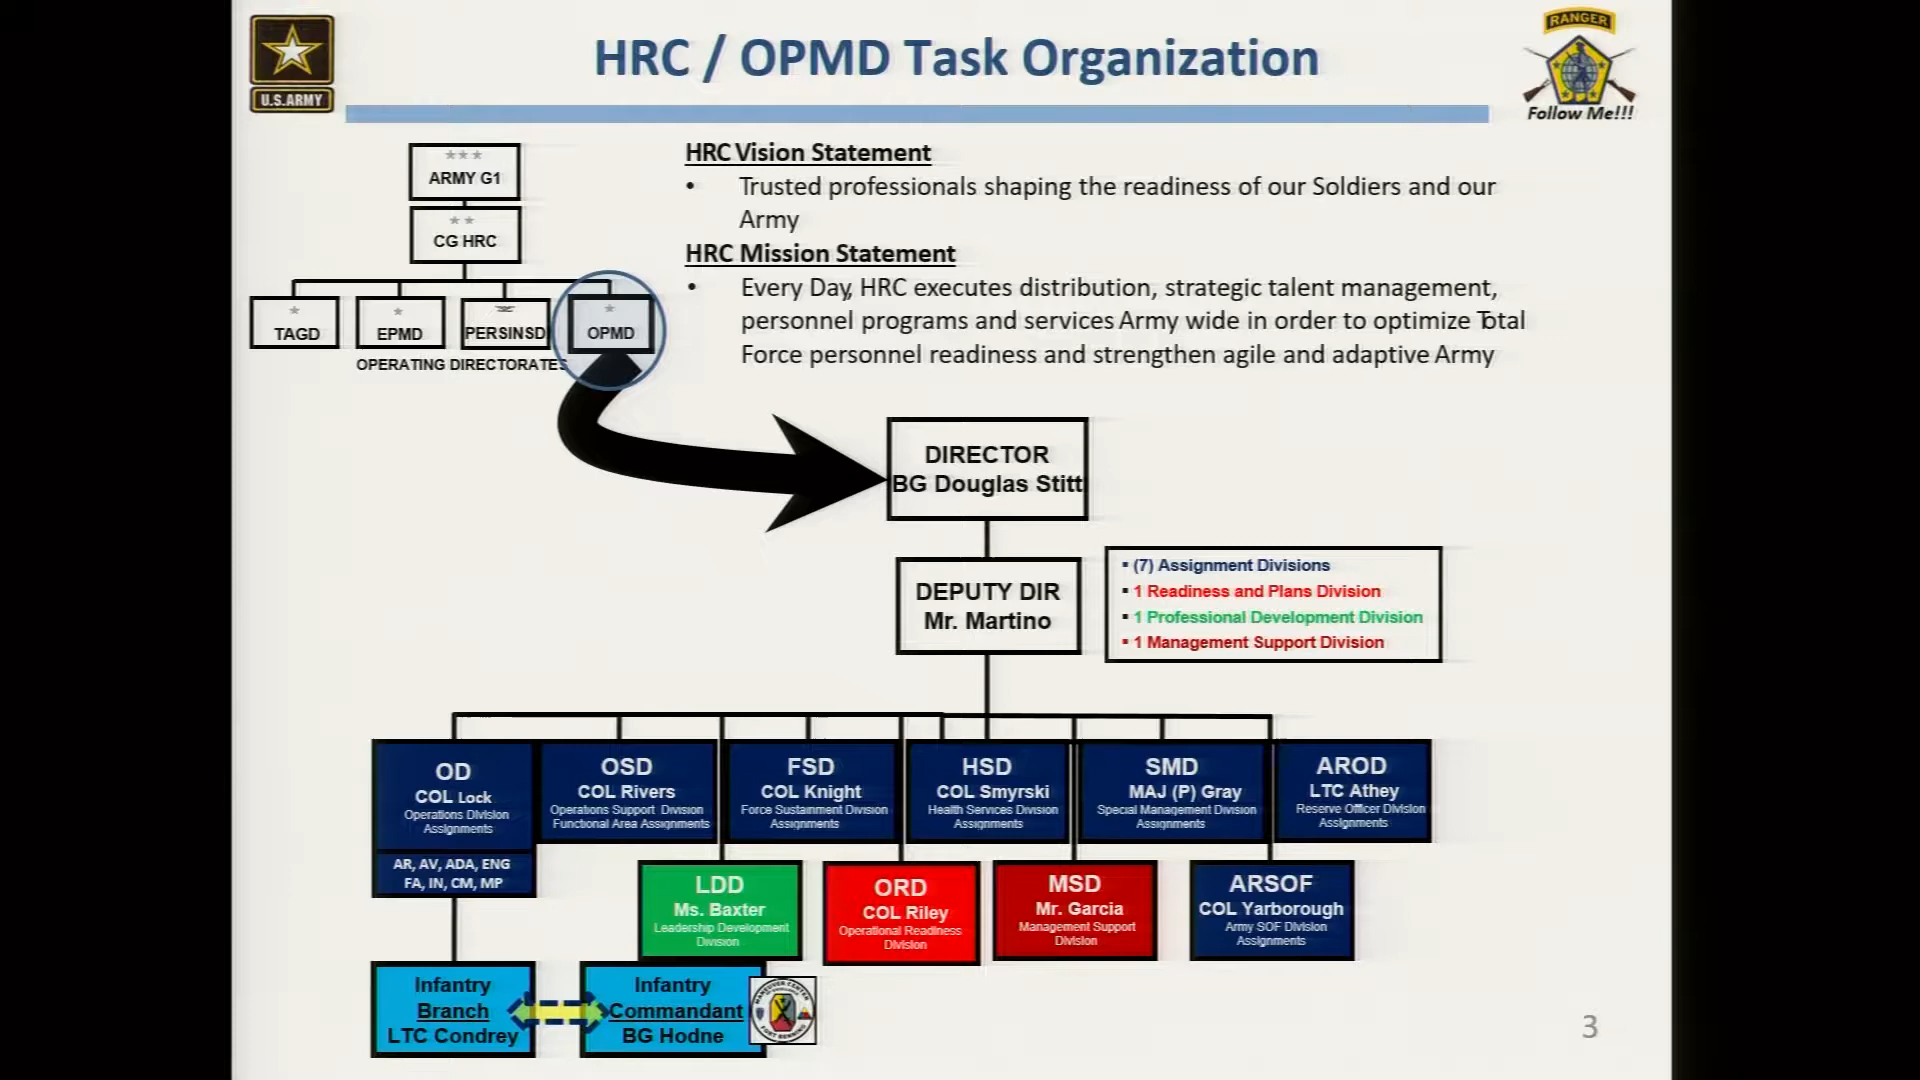 HRC / OPMD Task Organization
U.S.ARMY
RANGER
Follow Me!!!
* * *
ARMY G1
* *
CG HRC
*
TAGD
*
EPMD
PERSINSD
*
OPMD
OPERATING DIRECTORATES
HRC Vision Statement
• Trusted professionals shaping the readiness of our Soldiers and our
Army
HRC Mission Statement
• Every Day, HRC executes distribution, strategic talent management,
personnel programs and services Army wide in order to optimize Total
Force personnel readiness and strengthen agile and adaptive Army
DIRECTOR
BG Douglas Stitt
DEPUTY DIR
Mr. Martino
▪ (7) Assignment Divisions
▪ 1 Readiness and Plans Division
▪ 1 Professional Development Division
▪ 1 Management Support Division
OD
COL Lock
Operations Division
Assignments
AR, AV, ADA, ENG
FA, IN, CM, MP
OSD
COL Rivers
Operations Support Division
Functional Area Assignments
FSD
COL Knight
Force Sustainment Division
Assignments
HSD
COL Smyrski
Health Services Division
Assignments
SMD
MAJ (P) Gray
Special Management Division
Assignments
AROD
LTC Athey
Reserve Officer Division
Assignments
LDD
Ms. Baxter
Leadership Development
Division
ORD
COL Riley
Operational Readiness
Division
MSD
Mr. Garcia
Management Support
Division
ARSOF
COL Yarborough
Army SOF Division
Assignments
Infantry
Branch
LTC Condrey
Infantry
Commandant
BG Hodne
MANEUVER CENTER
FORT BENNING
3